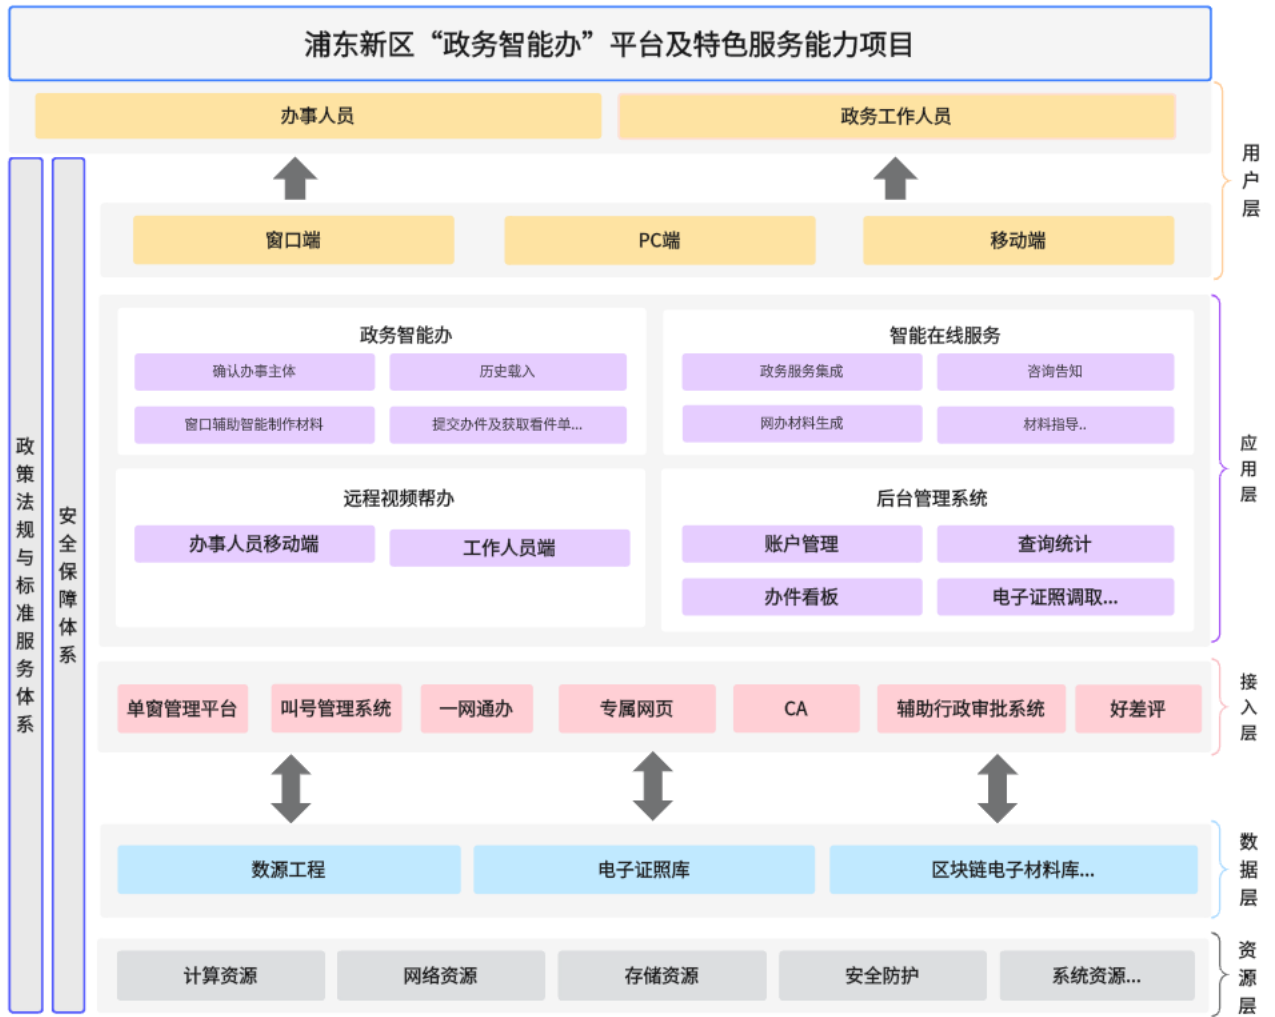 浦东新区“政务智能办”平台及特色服务能力项目
办事人员
政务工作人员
用户层
窗口端
PC端
移动端
政策法规与标准服务体系
安全保障体系
政务智能办
确认办事主体
历史载入
窗口辅助智能制作材料
提交办件及获取看件单...
智能在线服务
政务服务集成
咨询告知
网办材料生成
材料指导..
远程视频帮办
办事人员移动端
工作人员端
后台管理系统
账户管理
查询统计
办件看板
电子证照调取...
应用层
单窗管理平台
叫号管理系统
一网通办
专属网页
CA
辅助行政审批系统
好差评
接入层
数源工程
电子证照库
区块链电子材料库...
数据层
计算资源
网络资源
存储资源
安全防护
系统资源...
资源层